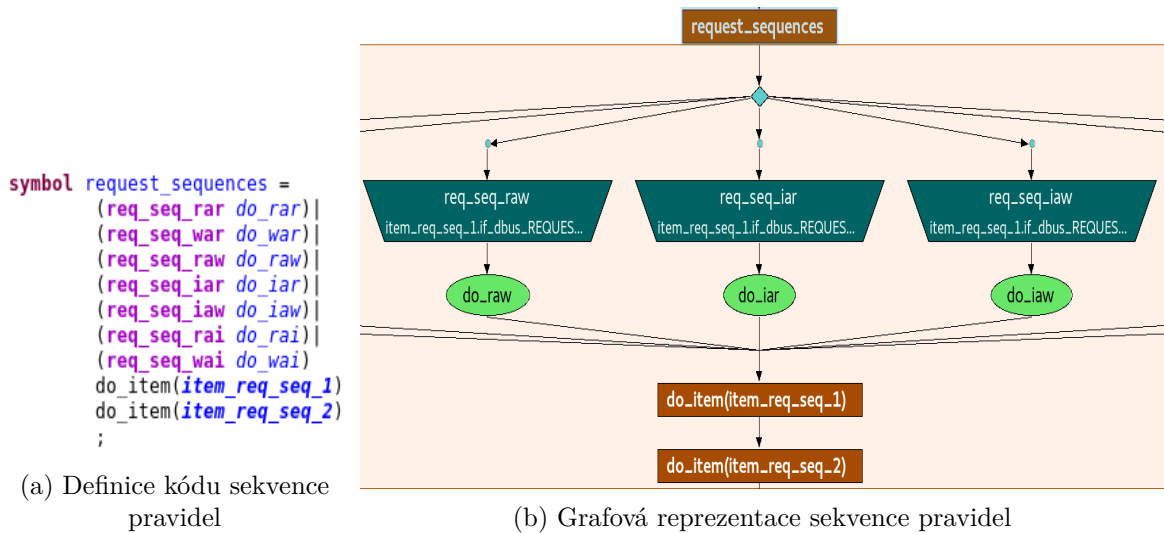 symbol request_sequences =
(req_seq_rar do_rar)|
(req_seq_war do_war)|
(req_seq_raw do_raw)|
(req_seq_iar do_iar)|
(req_seq_iaw do_iaw)|
(req_seq_rai do_rai)|
(req_seq_wai do_wai)
do_item(item_req_seq_1)
do_item(item_req_seq_2)
;
(a) Definice kódu sekvence
pravidel
request_sequences
req_seq_raw
item_req_seq_1.if_dbus_REQUES...
do_raw
req_seq_iar
item_req_seq_1.if_dbus_REQUES...
do_iar
req_seq_iaw
item_req_seq_1.if_dbus_REQUES...
do_iaw
do_item(item_req_seq_1)
do_item(item_req_seq_2)
(b) Grafová reprezentace sekvence pravidel